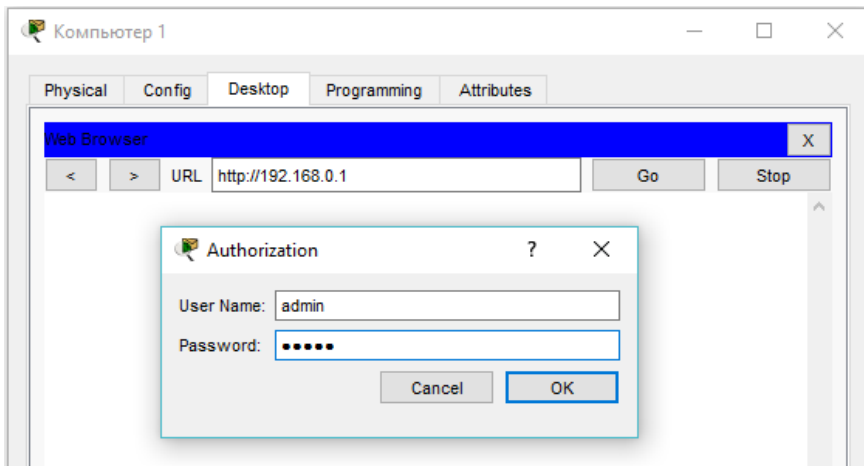 Компьютер 1
Physical Config Desktop Programming Attributes
Web Browser X
< > URL http://192.168.0.1 Go Stop
Authorization ?
User Name: admin
Password: •••••
Cancel OK